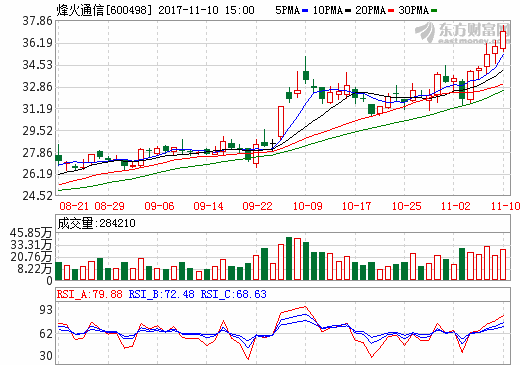 烽火通信[600498] 2017-11-10 15:00 5PMA 10PMA 20PMA 30PMA
东方财富网
eastmoney.com
37.86
36.19
34.53
32.86
31.19
29.52
27.86
26.19
24.52
08-21 08-29 09-06 09-14 09-22 10-09 10-17 10-25 11-02 11-10
成交量:284210
45.85万
33.31万
20.76万
8.22万
0
RSI_A:79.88 RSI_B:72.48 RSI_C:68.63
93
62
30